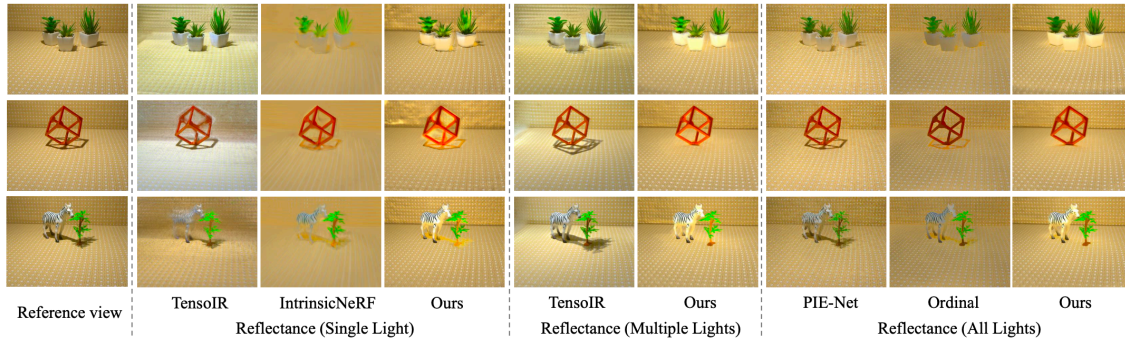 Reference view
TensoIR IntrinsicNeRF Ours
Reflectance (Single Light)
TensoIR Ours
Reflectance (Multiple Lights)
PIE-Net Ordinal Ours
Reflectance (All Lights)